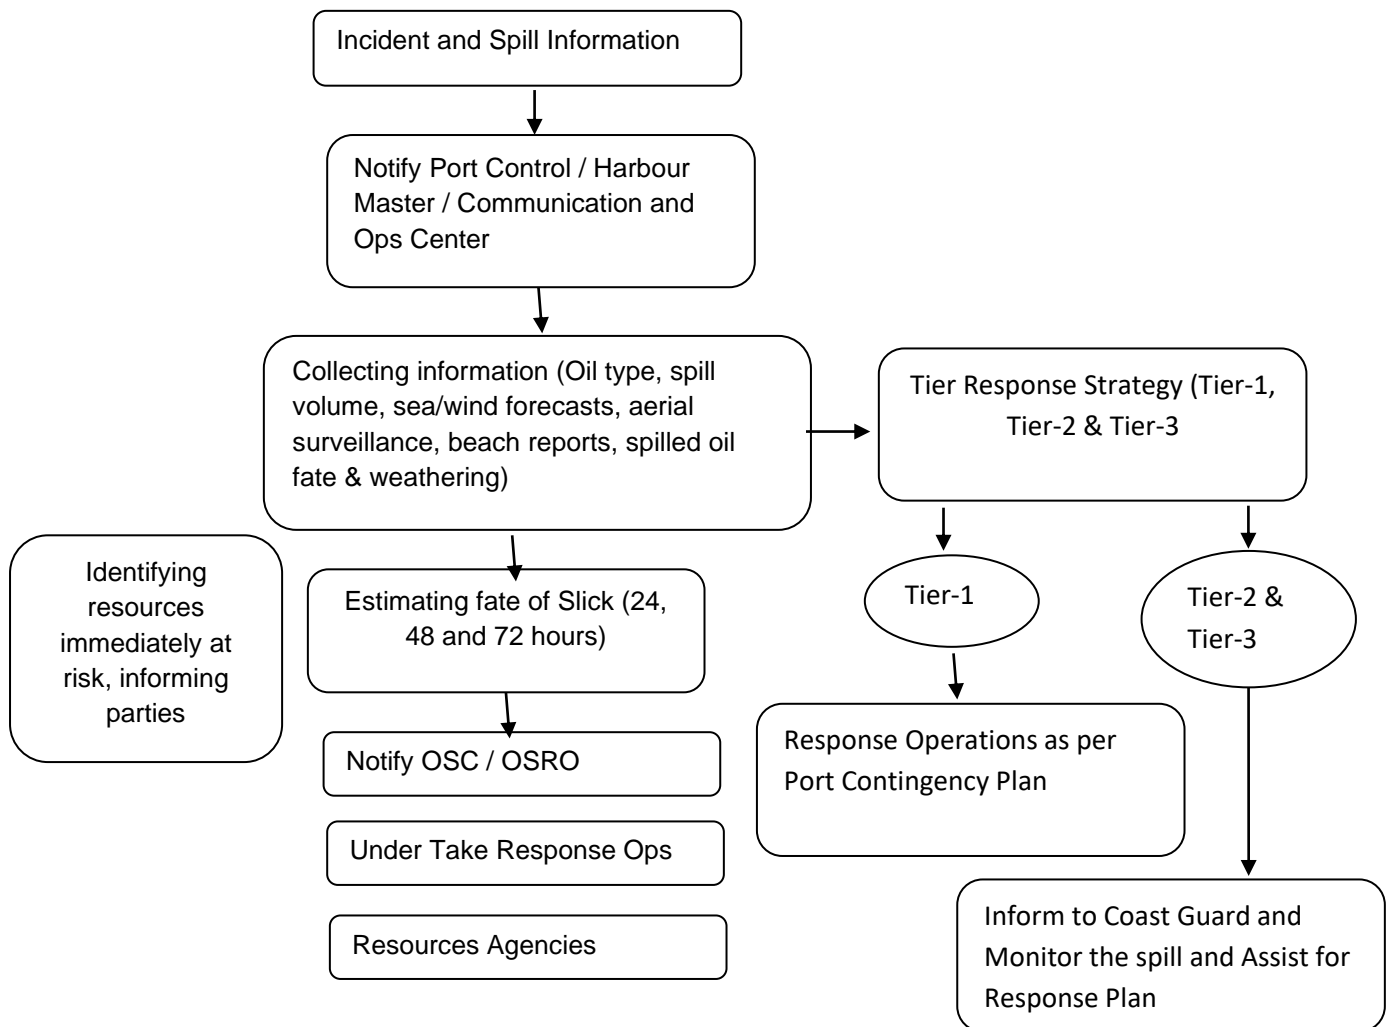 Incident and Spill Information
Notify Port Control / Harbour
Master / Communication and
Ops Center
Collecting information (Oil type, spill
volume, sea/wind forecasts, aerial
surveillance, beach reports, spilled oil
fate & weathering)
Tier Response Strategy (Tier-1,
Tier-2 & Tier-3
Identifying
resources
immediately at
risk, informing
parties
Estimating fate of Slick (24,
48 and 72 hours)
Tier-1
Tier-2 &
Tier-3
Notify OSC / OSRO
Response Operations as per
Port Contingency Plan
Under Take Response Ops
Resources Agencies
Inform to Coast Guard and
Monitor the spill and Assist for
Response Plan